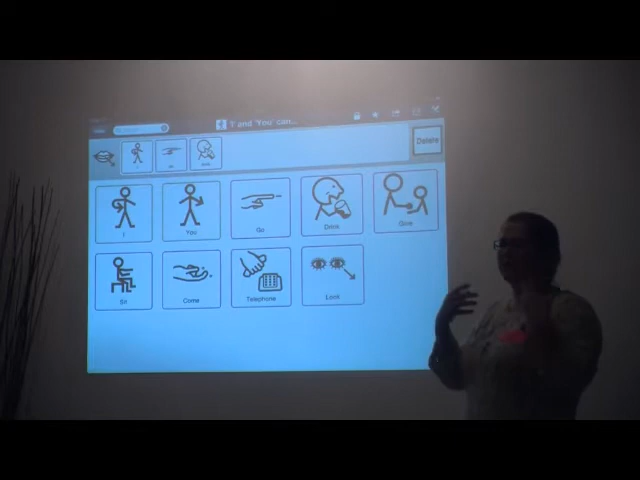 'I' and 'You' can...
Delete
I
You
Go
Drink
Give
Sit
Come
Telephone
Look